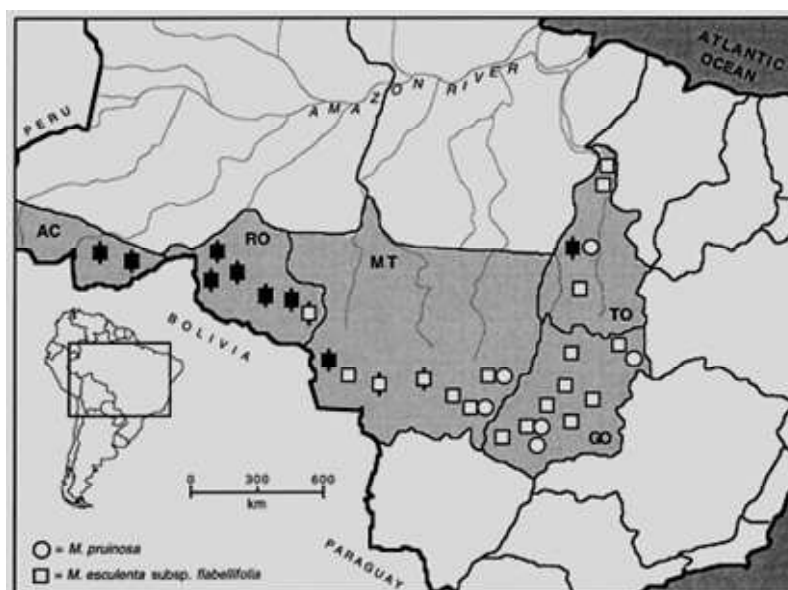 ATLANTIC
OCEAN
AMAZON RIVER
PERU
AC
RO
MT
TO
BOLIVIA
GO
0 300 600
km
PARAGUAY
○ = M. pruinosa
□ = M. esculenta subsp. flabellifolia